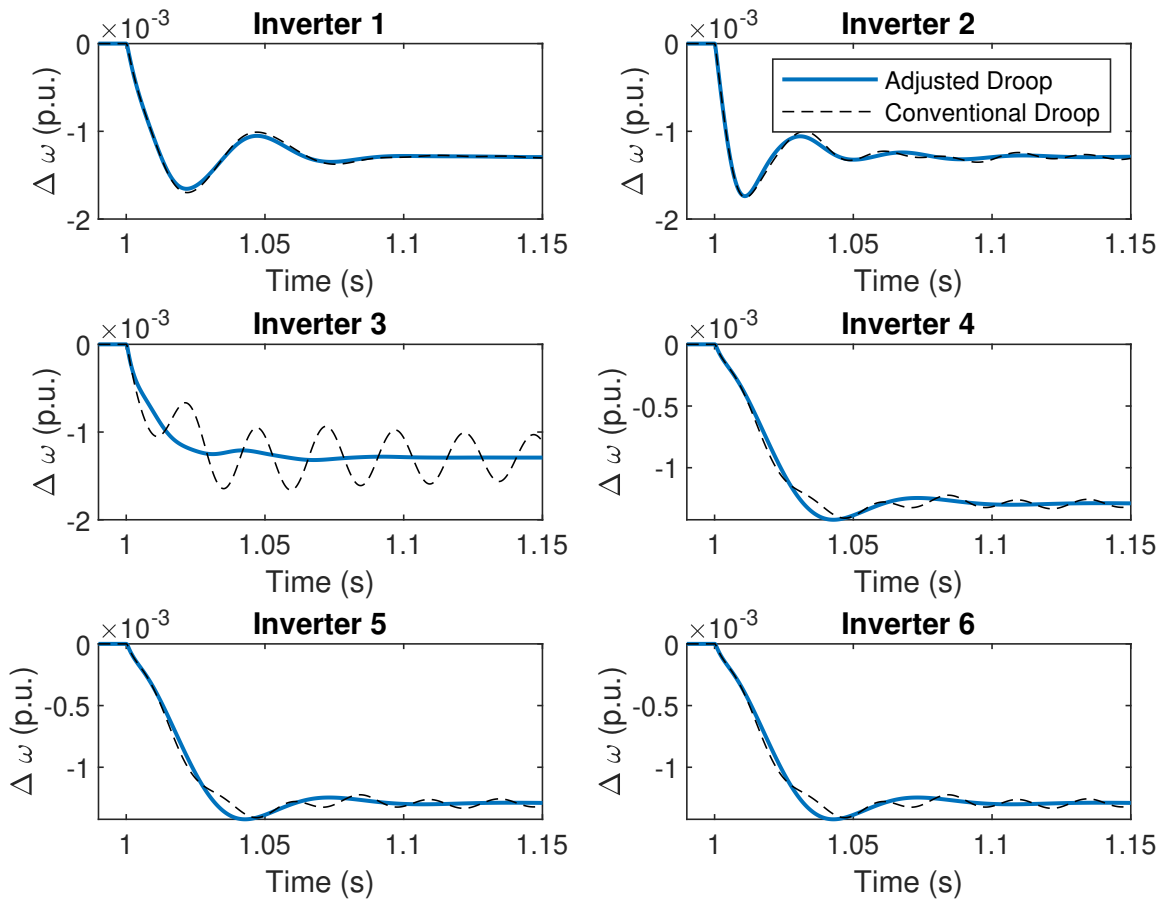 ×10-3
Inverter 1
0
-1
-2
Δ ω (p.u.)
1 1.05 1.1 1.15
Time (s)
×10-3
Inverter 2
0
-1
-2
Δ ω (p.u.)
Adjusted Droop
Conventional Droop
1 1.05 1.1 1.15
Time (s)
×10-3
Inverter 3
0
-1
-2
Δ ω (p.u.)
1 1.05 1.1 1.15
Time (s)
×10-3
Inverter 4
0
-0.5
-1
Δ ω (p.u.)
1 1.05 1.1 1.15
Time (s)
×10-3
Inverter 5
0
-0.5
-1
Δ ω (p.u.)
1 1.05 1.1 1.15
Time (s)
×10-3
Inverter 6
0
-0.5
-1
Δ ω (p.u.)
1 1.05 1.1 1.15
Time (s)